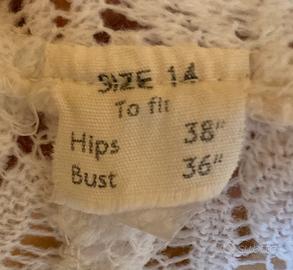 SIZE 14
To fit
Hips 38"
Bust 36"